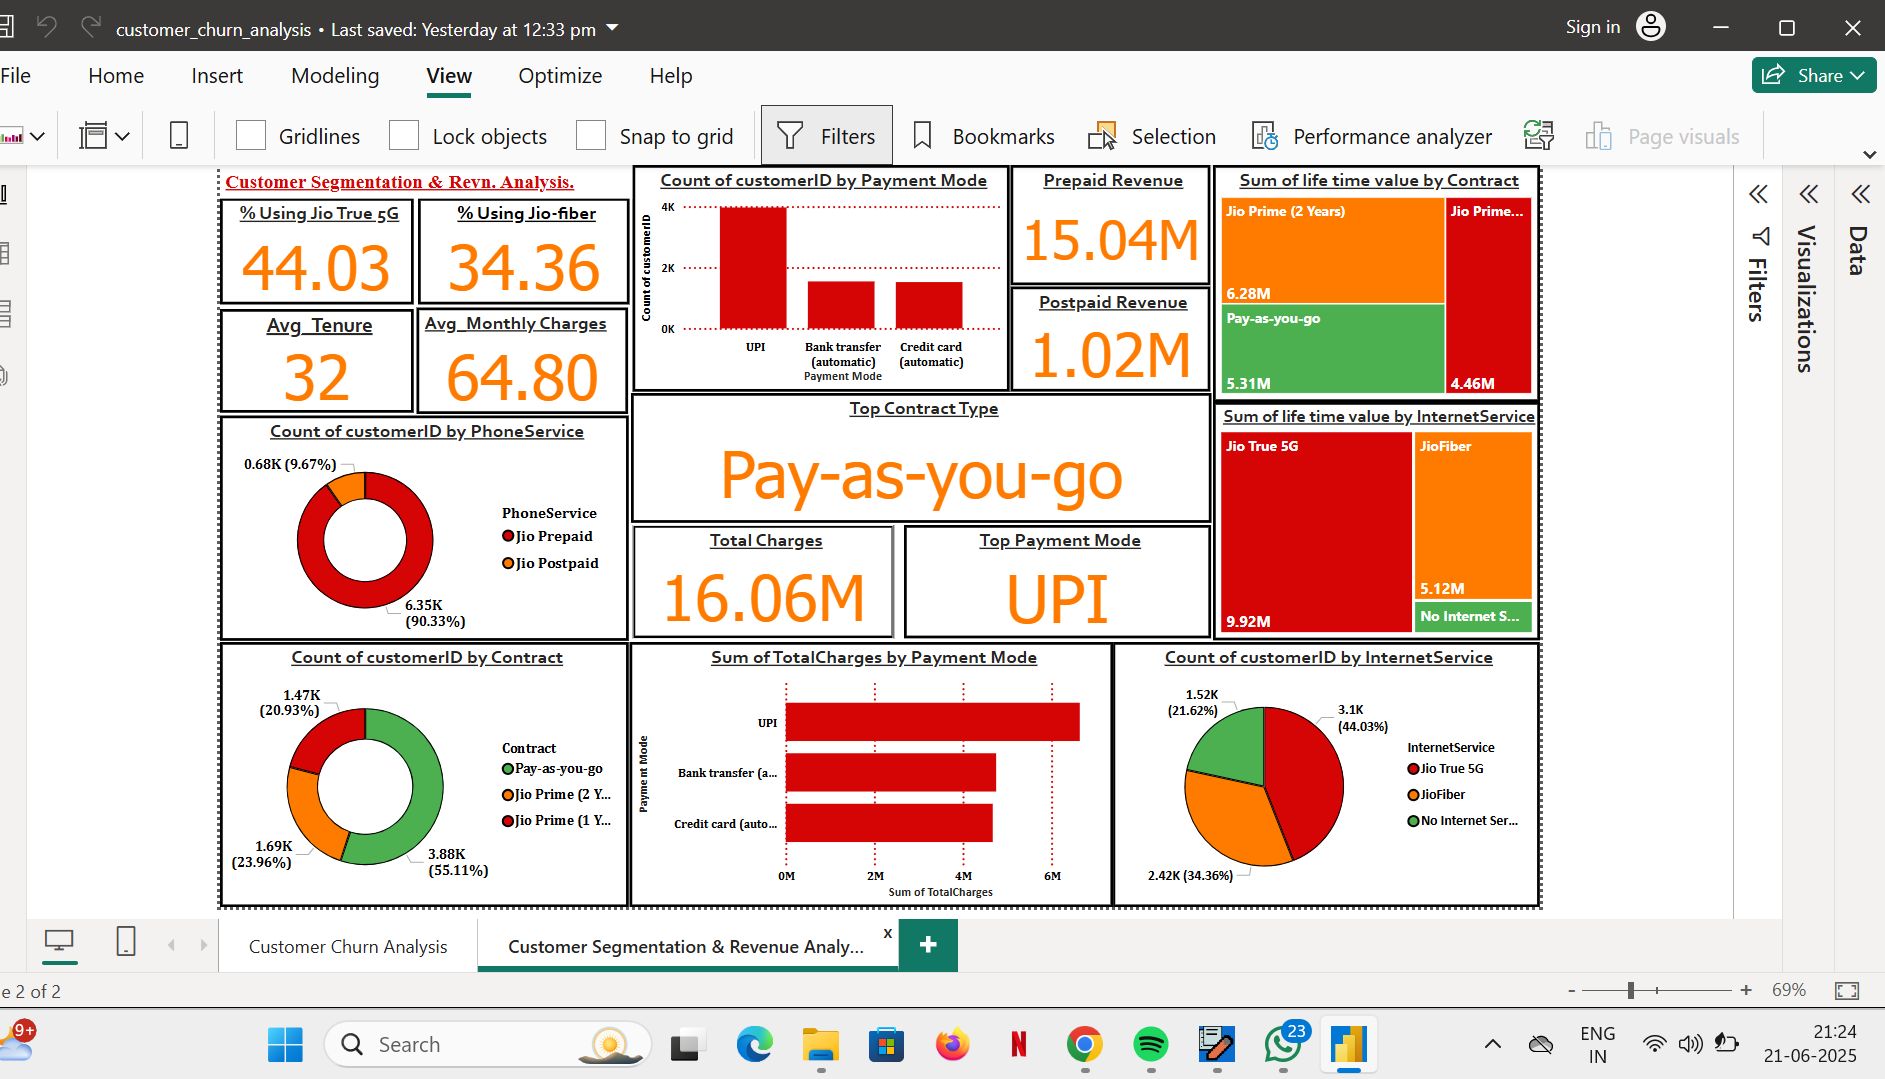 customer_churn_analysis • Last saved: Yesterday at 12:33 pm
Sign in
File
Home
Insert
Modeling
View
Optimize
Help
Share
Gridlines
Lock objects
Snap to grid
Filters
Bookmarks
Selection
Performance analyzer
Page visuals
Customer Segmentation & Revn. Analysis.
% Using Jio True 5G
44.03
% Using Jio-fiber
34.36
Avg_Tenure
32
Avg_Monthly Charges
64.80
Count of customerID by Payment Mode
Count of customerID
4K
2K
0K
UPI
Bank transfer
(automatic)
Credit card
(automatic)
Payment Mode
Prepaid Revenue
15.04M
Postpaid Revenue
1.02M
Sum of life time value by Contract
Jio Prime (2 Years)
6.28M
Jio Prime...
4.46M
Pay-as-you-go
5.31M
Filters
Visualizations
Data
Count of customerID by PhoneService
0.68K (9.67%)
6.35K
(90.33%)
PhoneService
Jio Prepaid
Jio Postpaid
Top Contract Type
Pay-as-you-go
Total Charges
16.06M
Top Payment Mode
UPI
Sum of life time value by InternetService
Jio True 5G
9.92M
JioFiber
5.12M
No Internet S...
Count of customerID by Contract
1.47K
(20.93%)
1.69K
(23.96%)
3.88K
(55.11%)
Contract
Pay-as-you-go
Jio Prime (2 Y...
Jio Prime (1 Y...
Sum of TotalCharges by Payment Mode
Payment Mode
UPI
Bank transfer (a...
Credit card (auto...
0M
2M
4M
6M
Sum of TotalCharges
Count of customerID by InternetService
1.52K
(21.62%)
3.1K
(44.03%)
2.42K (34.36%)
InternetService
Jio True 5G
JioFiber
No Internet Ser...
Customer Churn Analysis
Customer Segmentation & Revenue Analy...
x
+
e 2 of 2
-
+
69%
9+
Search
N
23
ENG
IN
21:24
21-06-2025